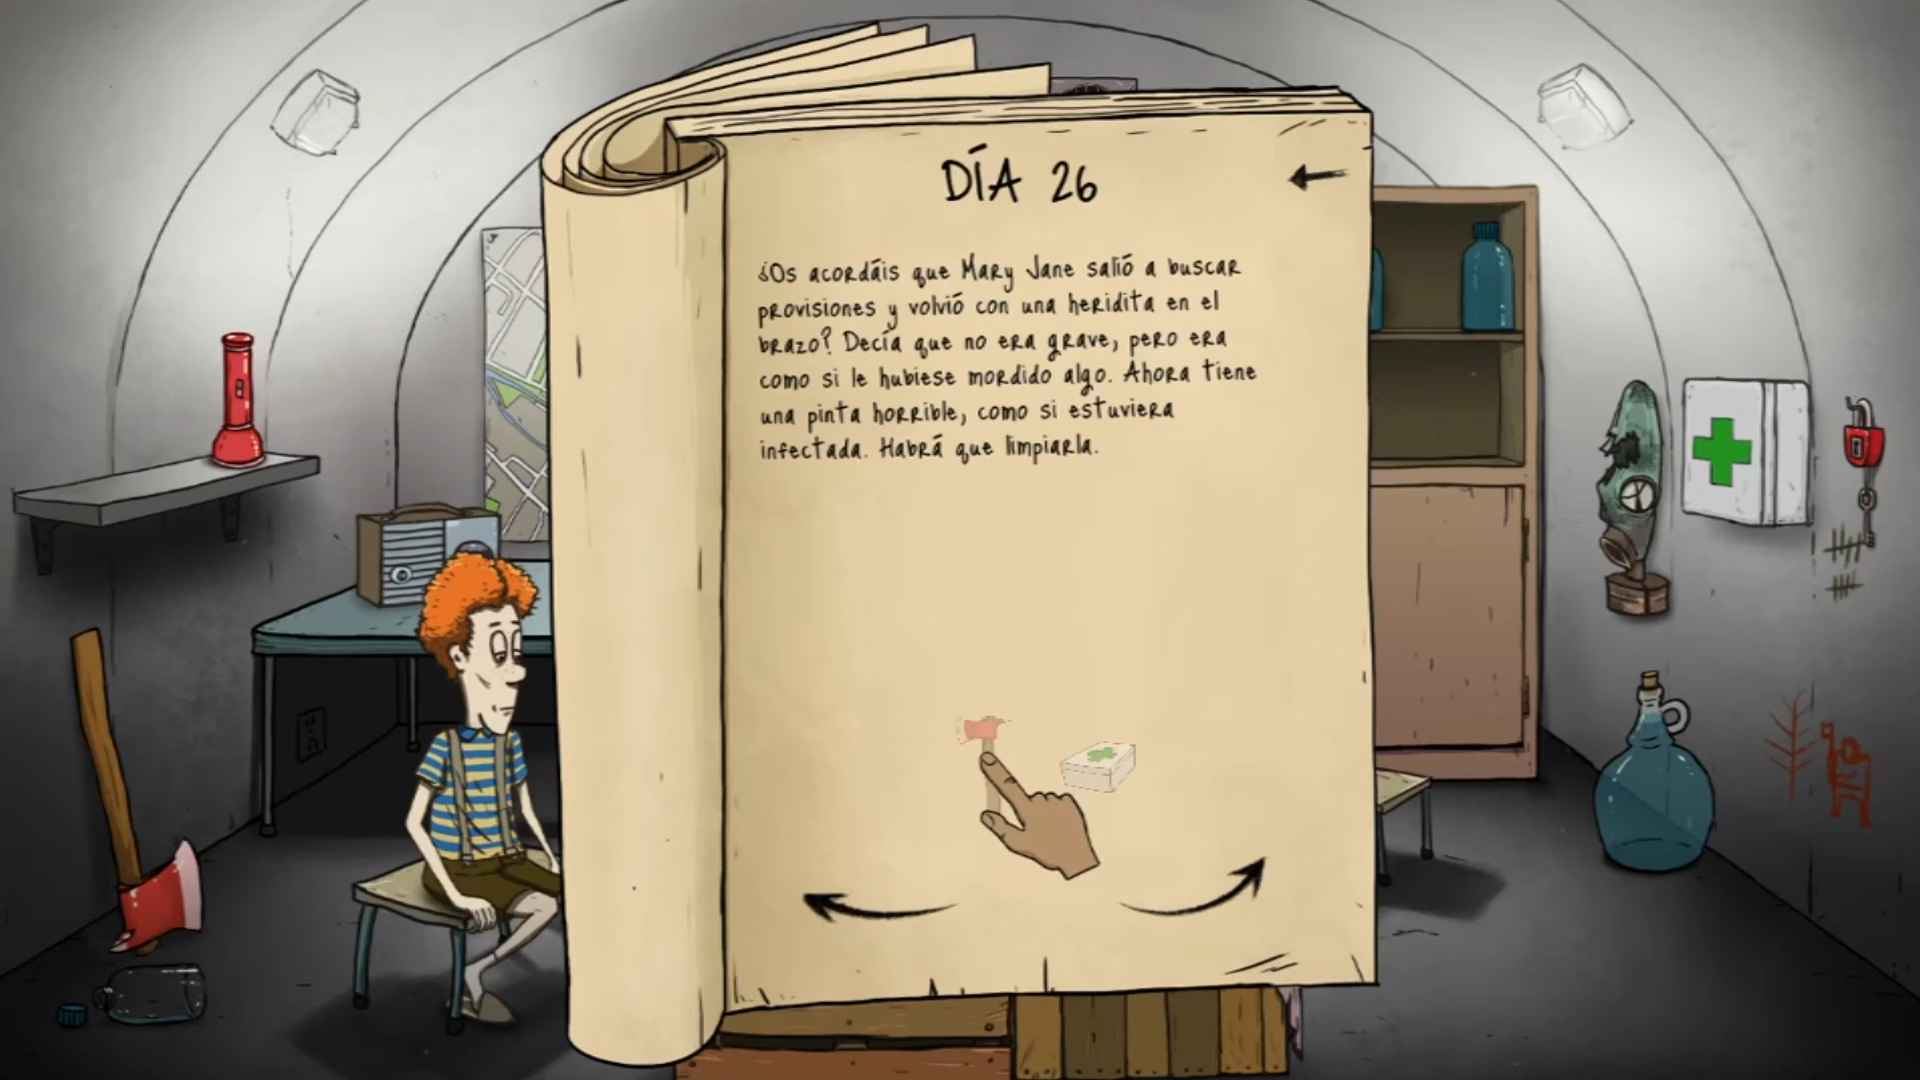 DÍA 26
¿Os acordáis que Mary Jane salió a buscar
provisiones y volvió con una heridita en el
brazo? Decía que no era grave, pero era
como si le hubiese mordido algo. Ahora tiene
una pinta horrible, como si estuviera
infectada. Habrá que limpiarla.